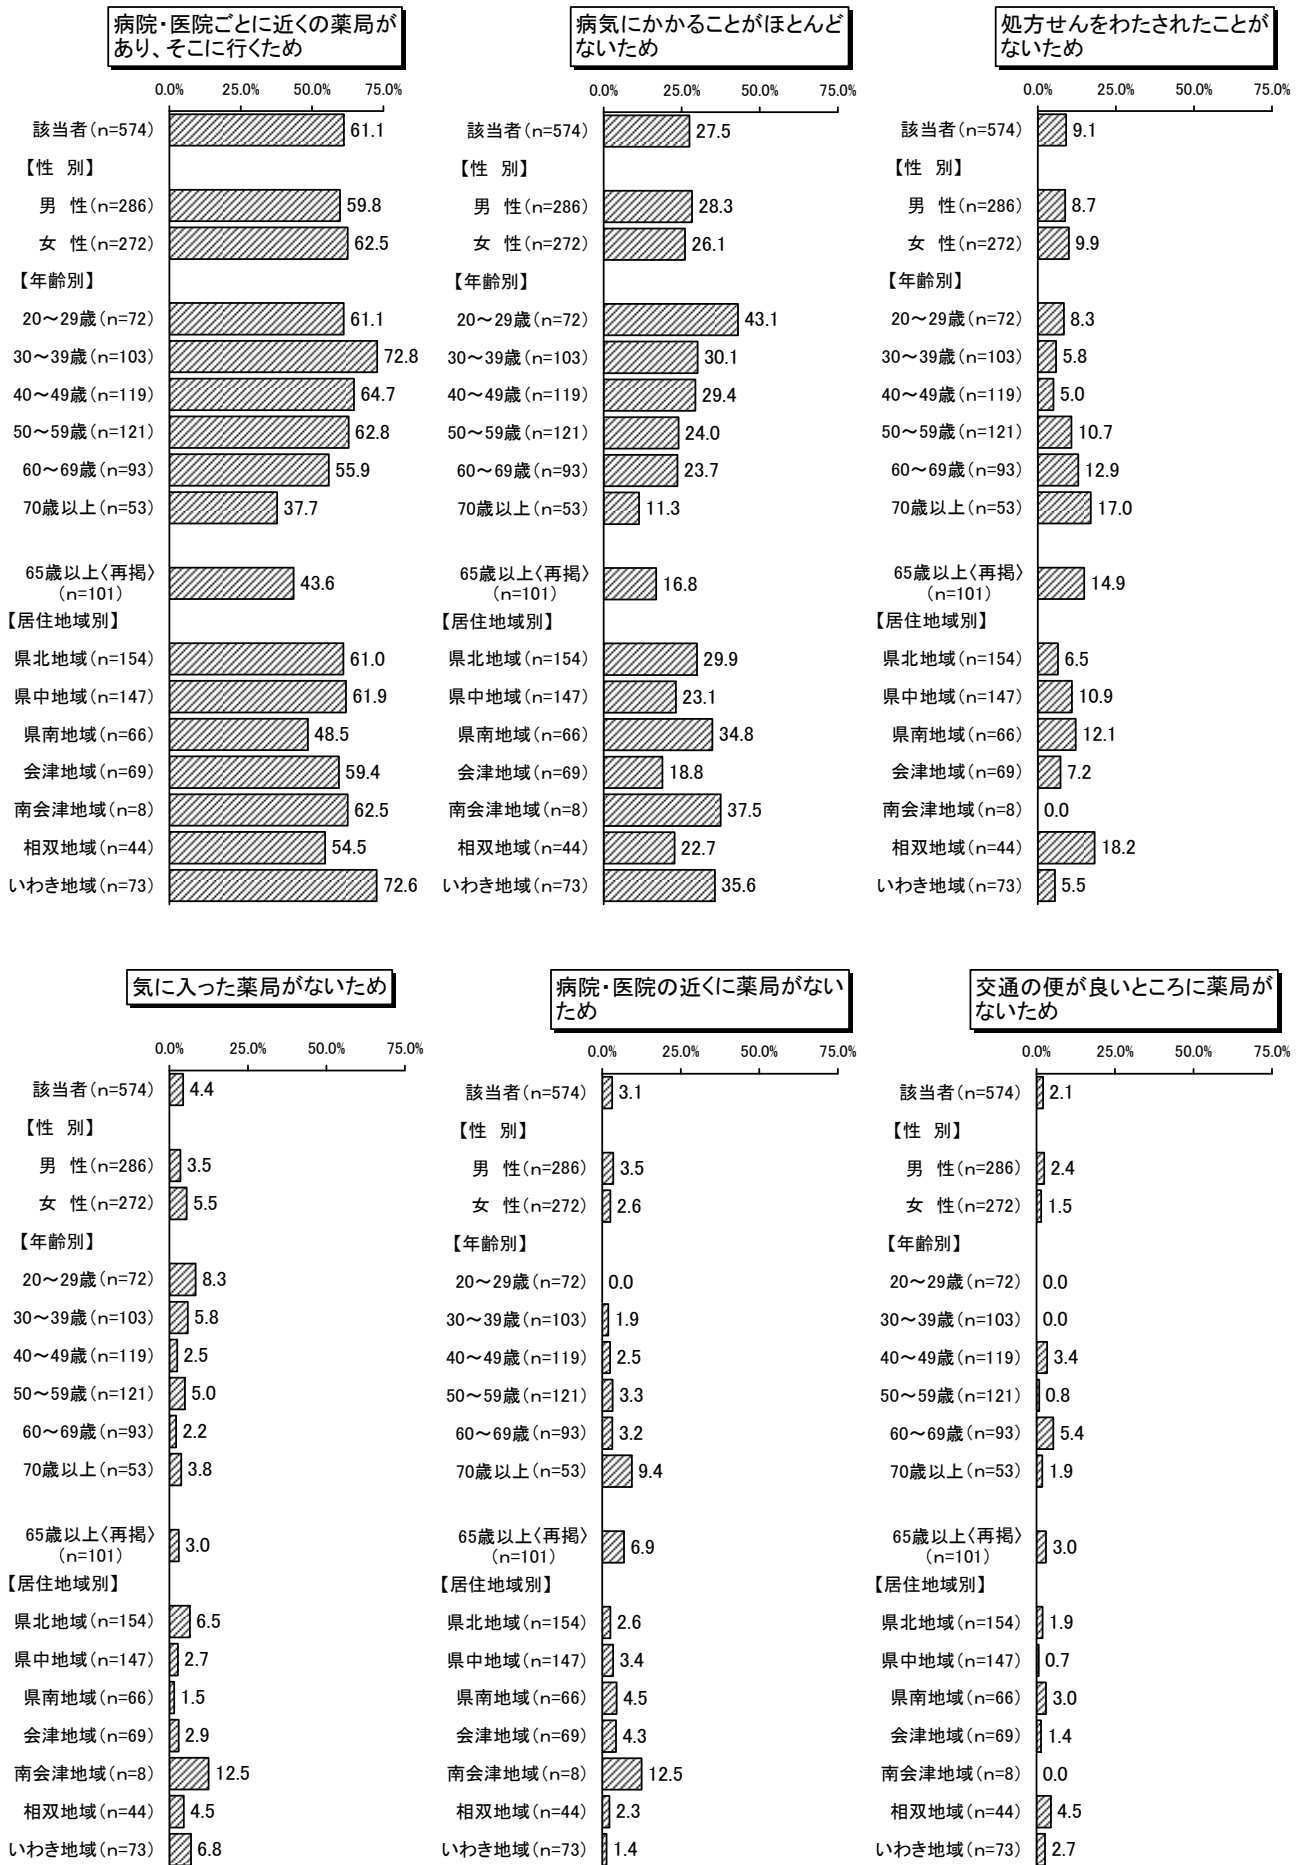 病院・医院ごとに近くの薬局が
あり、そこに行くため
0.0% 25.0% 50.0% 75.0%
該当者(n=574) 61.1
【性 別】
男 性(n=286) 59.8
女 性(n=272) 62.5
【年齢別】
20～29歳(n=72) 61.1
30～39歳(n=103) 72.8
40～49歳(n=119) 64.7
50～59歳(n=121) 62.8
60～69歳(n=93) 55.9
70歳以上(n=53) 37.7
65歳以上〈再掲〉
(n=101) 43.6
【居住地域別】
県北地域(n=154) 61.0
県中地域(n=147) 61.9
県南地域(n=66) 48.5
会津地域(n=69) 59.4
南会津地域(n=8) 62.5
相双地域(n=44) 54.5
いわき地域(n=73) 72.6
病気にかかることがほとんど
ないため
0.0% 25.0% 50.0% 75.0%
該当者(n=574) 27.5
【性 別】
男 性(n=286) 28.3
女 性(n=272) 26.1
【年齢別】
20～29歳(n=72) 43.1
30～39歳(n=103) 30.1
40～49歳(n=119) 29.4
50～59歳(n=121) 24.0
60～69歳(n=93) 23.7
70歳以上(n=53) 11.3
65歳以上〈再掲〉
(n=101) 16.8
【居住地域別】
県北地域(n=154) 29.9
県中地域(n=147) 23.1
県南地域(n=66) 34.8
会津地域(n=69) 18.8
南会津地域(n=8) 37.5
相双地域(n=44) 22.7
いわき地域(n=73) 35.6
処方せんをわたされたことが
ないため
0.0% 25.0% 50.0% 75.0%
該当者(n=574) 9.1
【性 別】
男 性(n=286) 8.7
女 性(n=272) 9.9
【年齢別】
20～29歳(n=72) 8.3
30～39歳(n=103) 5.8
40～49歳(n=119) 5.0
50～59歳(n=121) 10.7
60～69歳(n=93) 12.9
70歳以上(n=53) 17.0
65歳以上〈再掲〉
(n=101) 14.9
【居住地域別】
県北地域(n=154) 6.5
県中地域(n=147) 10.9
県南地域(n=66) 12.1
会津地域(n=69) 7.2
南会津地域(n=8) 0.0
相双地域(n=44) 18.2
いわき地域(n=73) 5.5
気に入った薬局がないため
0.0% 25.0% 50.0% 75.0%
該当者(n=574) 4.4
【性 別】
男 性(n=286) 3.5
女 性(n=272) 5.5
【年齢別】
20～29歳(n=72) 8.3
30～39歳(n=103) 5.8
40～49歳(n=119) 2.5
50～59歳(n=121) 5.0
60～69歳(n=93) 2.2
70歳以上(n=53) 3.8
65歳以上〈再掲〉
(n=101) 3.0
【居住地域別】
県北地域(n=154) 6.5
県中地域(n=147) 2.7
県南地域(n=66) 1.5
会津地域(n=69) 2.9
南会津地域(n=8) 12.5
相双地域(n=44) 4.5
いわき地域(n=73) 6.8
病院・医院の近くに薬局がない
ため
0.0% 25.0% 50.0% 75.0%
該当者(n=574) 3.1
【性 別】
男 性(n=286) 3.5
女 性(n=272) 2.6
【年齢別】
20～29歳(n=72) 0.0
30～39歳(n=103) 1.9
40～49歳(n=119) 2.5
50～59歳(n=121) 3.3
60～69歳(n=93) 3.2
70歳以上(n=53) 9.4
65歳以上〈再掲〉
(n=101) 6.9
【居住地域別】
県北地域(n=154) 2.6
県中地域(n=147) 3.4
県南地域(n=66) 4.5
会津地域(n=69) 4.3
南会津地域(n=8) 12.5
相双地域(n=44) 2.3
いわき地域(n=73) 1.4
交通の便が良いところに薬局が
ないため
0.0% 25.0% 50.0% 75.0%
該当者(n=574) 2.1
【性 別】
男 性(n=286) 2.4
女 性(n=272) 1.5
【年齢別】
20～29歳(n=72) 0.0
30～39歳(n=103) 0.0
40～49歳(n=119) 3.4
50～59歳(n=121) 0.8
60～69歳(n=93) 5.4
70歳以上(n=53) 1.9
65歳以上〈再掲〉
(n=101) 3.0
【居住地域別】
県北地域(n=154) 1.9
県中地域(n=147) 0.7
県南地域(n=66) 3.0
会津地域(n=69) 1.4
南会津地域(n=8) 0.0
相双地域(n=44) 4.5
いわき地域(n=73) 2.7